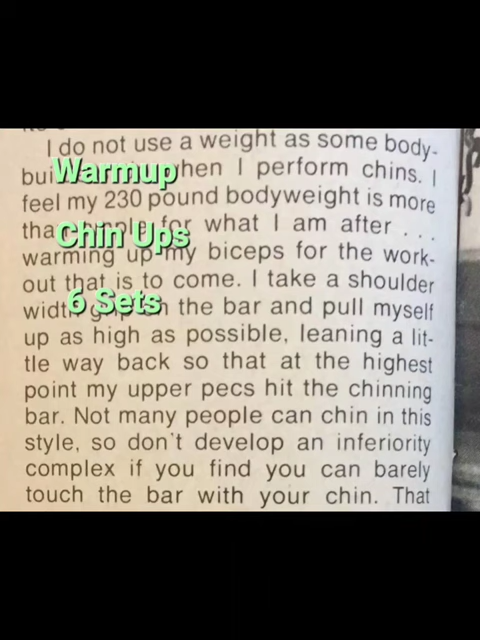 I do not use a weight as some body-
Warmup
when I perform chins. I
feel my 230 pound bodyweight is more
Chin Ups
for what I am after . . .
warming up my biceps for the work-
out that is to come. I take a shoulder
6 Sets
the bar and pull myself
up as high as possible, leaning a lit-
tle way back so that at the highest
point my upper pecs hit the chinning
bar. Not many people can chin in this
style, so don't develop an inferiority
complex if you find you can barely
touch the bar with your chin. That